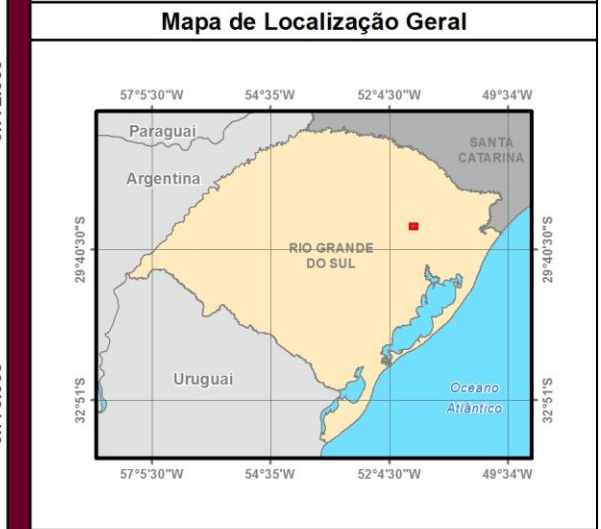 Mapa de Localização Geral
57°5'30"W 54°35'W 52°4'30"W 49°34'W
Paraguai
SANTA
CATARINA
Argentina
RIO GRANDE
DO SUL
29°40'30"S
29°40'30"S
Uruguai
Oceano
Atlântico
32°51'S
32°51'S
57°5'30"W 54°35'W 52°4'30"W 49°34'W